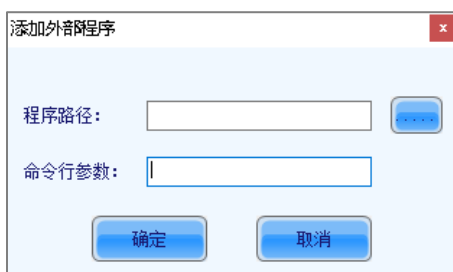 添加外部程序
x
程序路径：
.....
命令行参数：
确定
取消